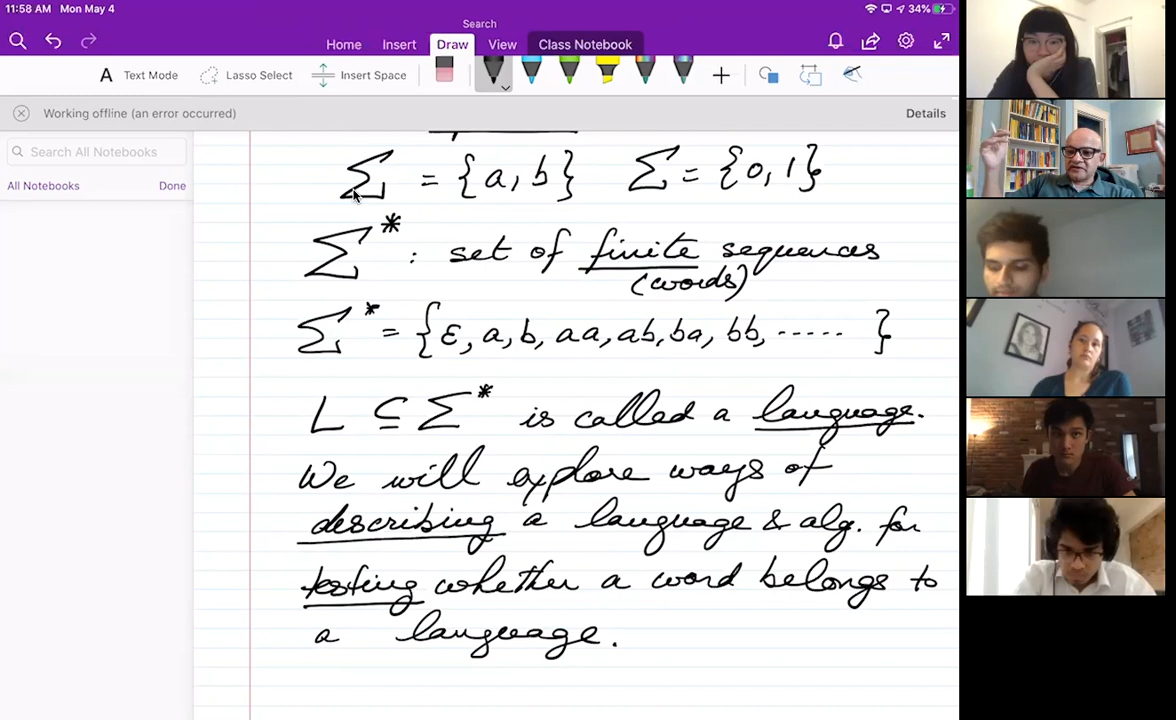 11:58 AM Mon May 4
34%
Search
Home Insert Draw View Class Notebook
Text Mode Lasso Select Insert Space
Working offline (an error occurred) Details
Search All Notebooks
All Notebooks Done
Σ = {a, b} Σ = {0, 1}
Σ* : set of finite sequences
(words)
Σ* = {ε, a, b, aa, ab, ba, bb, ..... }
L ⊆ Σ* is called a language.
We will explore ways of
describing a language & alg. for
testing whether a word belongs to
a language.